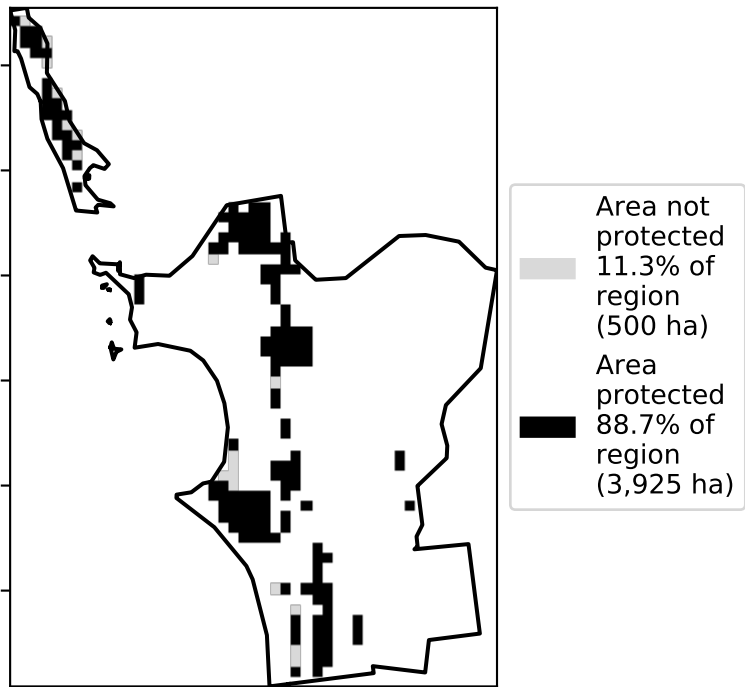 Area not
protected
11.3% of
region
(500 ha)
Area
protected
88.7% of
region
(3,925 ha)